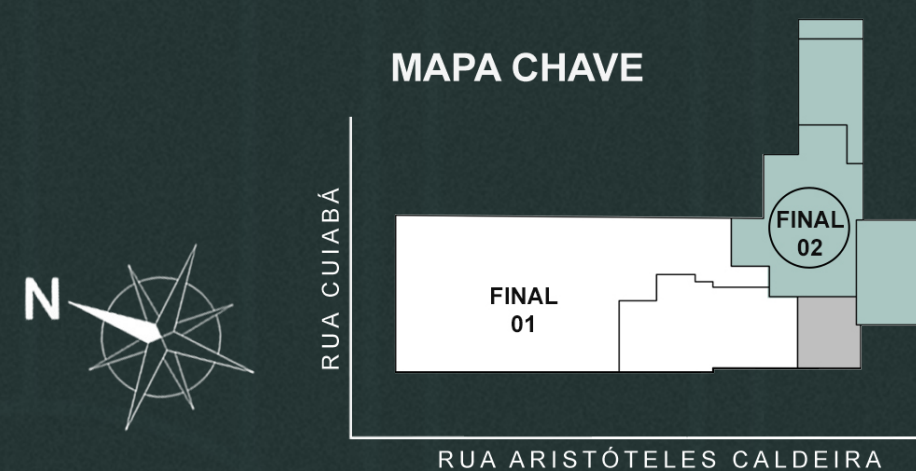 MAPA CHAVE
N
RUA CUIABÁ
FINAL
01
FINAL
02
RUA ARISTÓTELES CALDEIRA